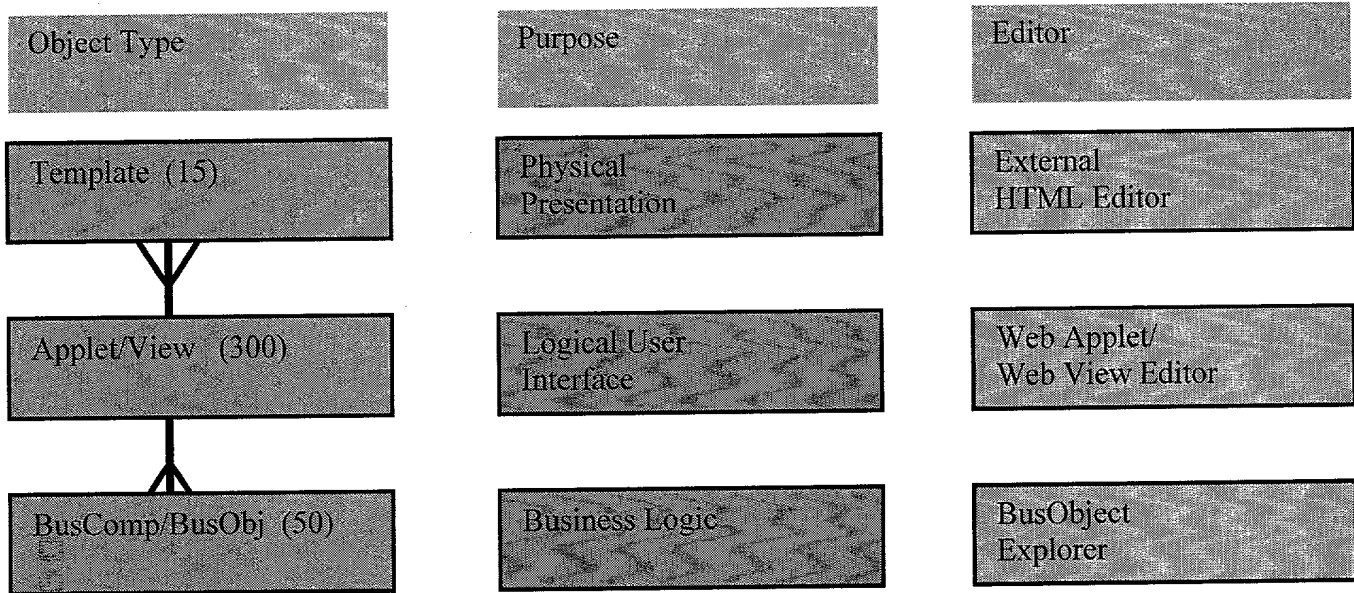 Object Type
Purpose
Editor
Template (15)
Physical
Presentation
External
HTML Editor
Applet/View (300)
Logical User
Interface
Web Applet/
Web View Editor
BusComp/BusObj (50)
Business Logic
BusObject
Explorer